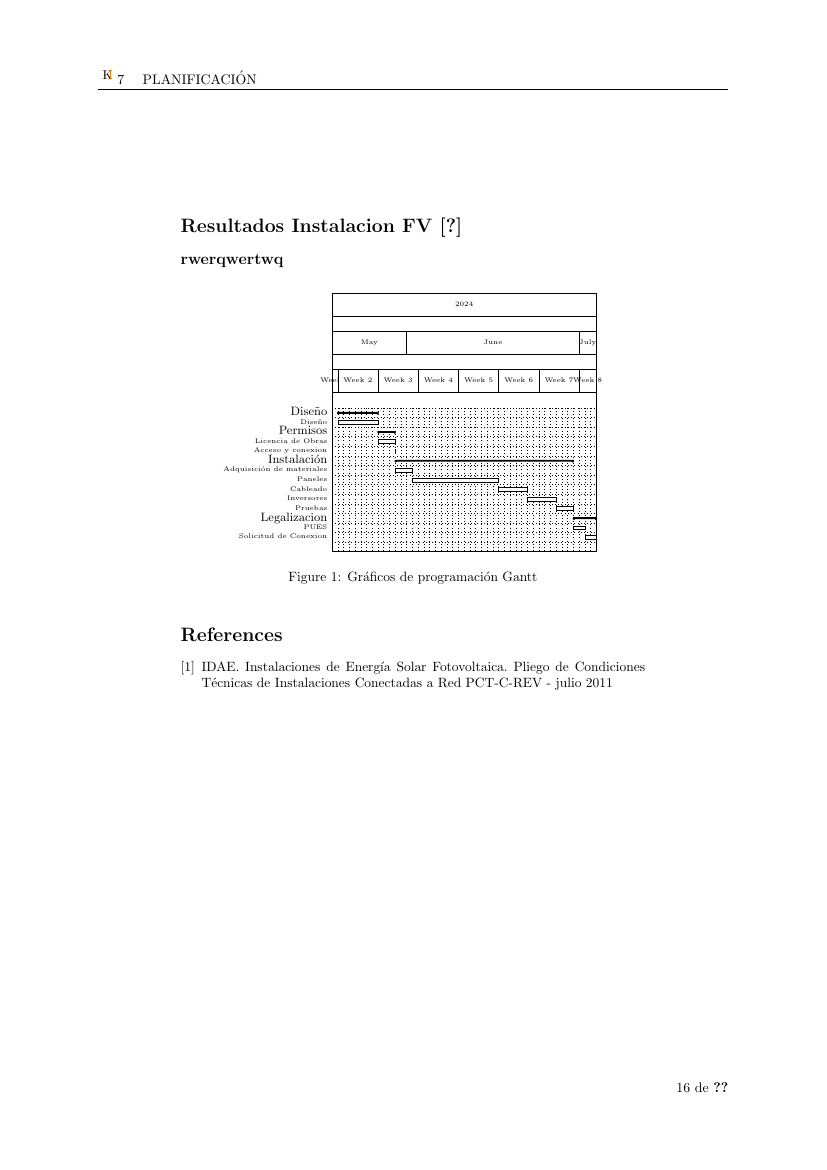 K 7 PLANIFICACIÓN
Resultados Instalacion FV [?]
rwerqwertwq
2024
May June July
Week 2 Week 3 Week 4 Week 5 Week 6 Week 7 Week 8
Diseño
Diseño
Permisos
Licencia de Obras
Acceso y conexion
Instalación
Adquisición de materiales
Paneles
Cableado
Inversores
Pruebas
Legalizacion
PUES
Solicitud de Conexion
Figure 1: Gráficos de programación Gantt
References
[1] IDAE. Instalaciones de Energía Solar Fotovoltaica. Pliego de Condiciones
Técnicas de Instalaciones Conectadas a Red PCT-C-REV - julio 2011
16 de ??